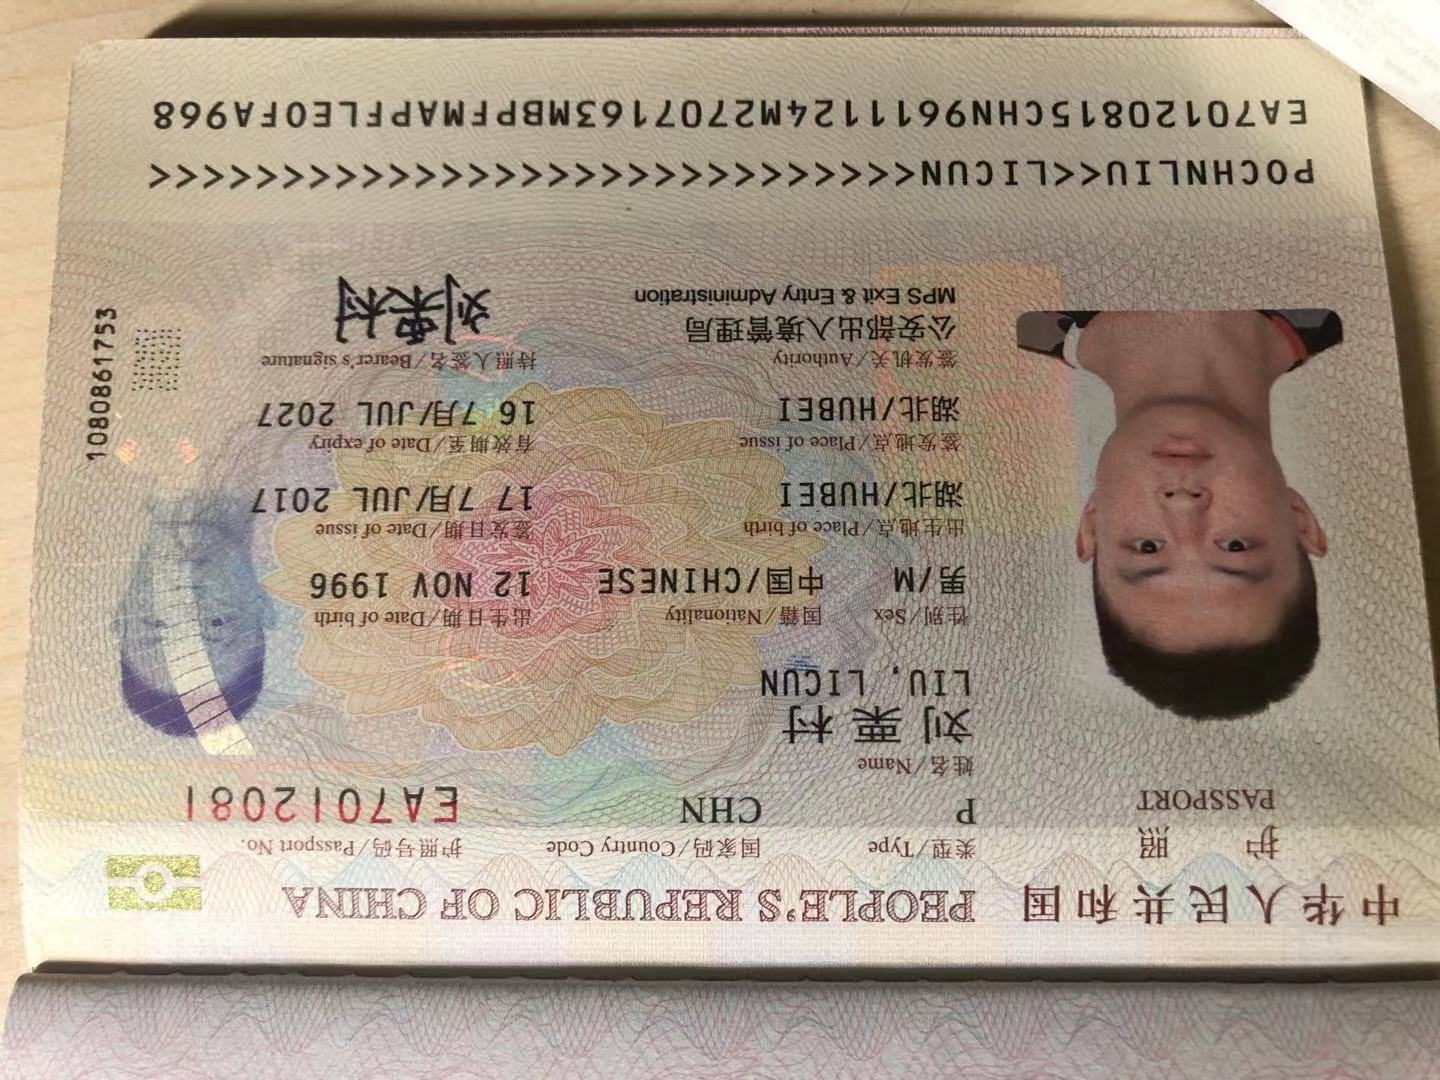 中华人民共和国 PEOPLE'S REPUBLIC OF CHINA
护 照
PASSPORT
类型/Type 国家码/Country Code 护照号码/Passport No.
P CHN EA7012081
姓名/Name
刘 栗 村
LIU, LICUN
性别/Sex 国籍/Nationality 出生日期/Date of birth
男/M 中国/CHINESE 12 NOV 1996
出生地点/Place of birth 签发日期/Date of issue
湖北/HUBEI 17 7月/JUL 2017
签发地点/Place of issue 有效期至/Date of expiry
湖北/HUBEI 16 7月/JUL 2027
签发机关/Authority 持照人签名/Bearer's signature
公安部出入境管理局
MPS Exit & Entry Administration
刘栗村
1080861753
POCHNLIU<<LICUN<<<<<<<<<<<<<<<<<<<<<<<<<<<<<
EA70120815CHN9611124M2707163MBPFMAPFLEOFA968